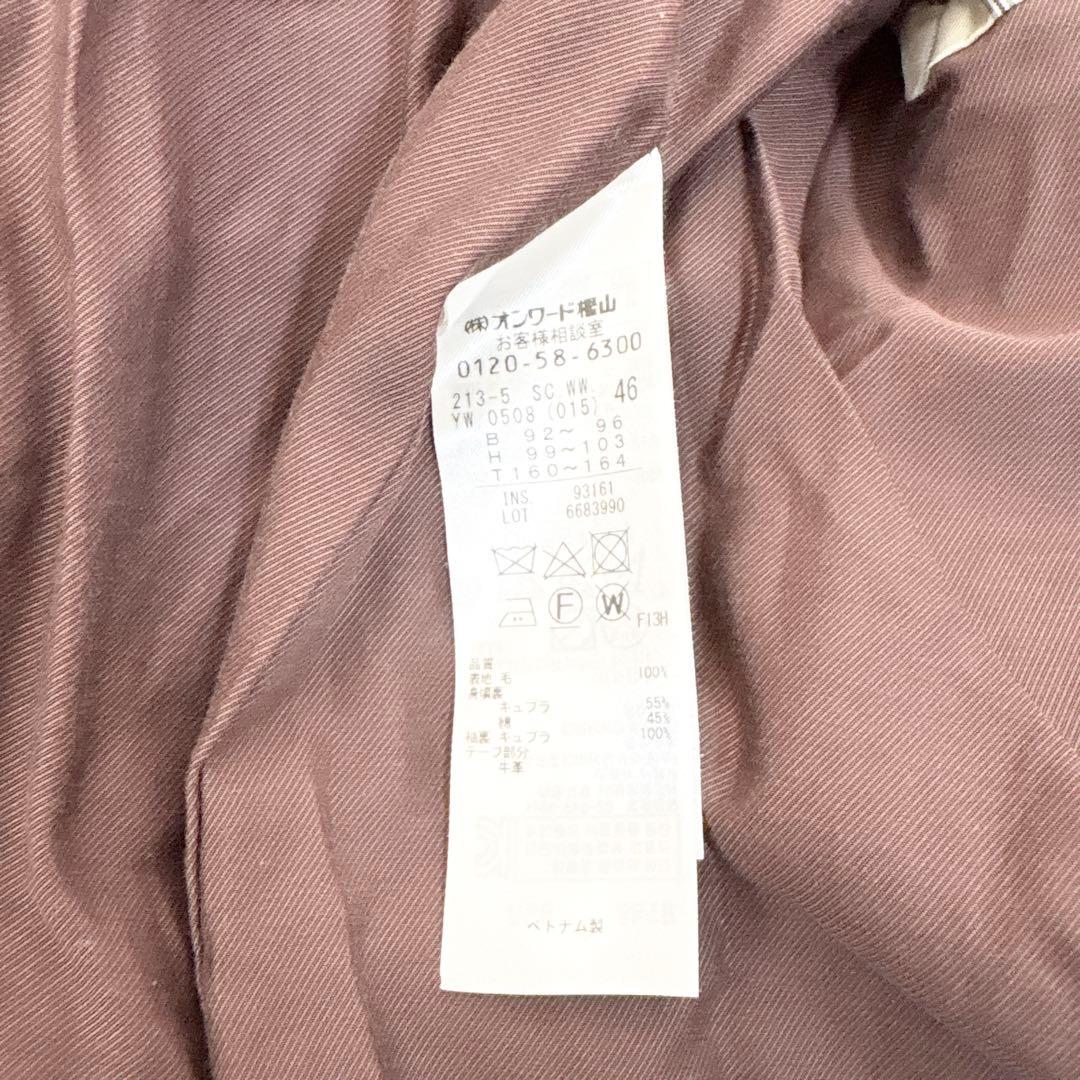 (株)オンワード樫山
お客様相談室
0120-58-6300
213-5 SC WW. 46
YW 0508 (015)
B 92～ 96
H 99～103
T160～164
INS. 93161
LOT 6683990
F
W
F13H
品質
表地 毛 100%
身頃裏
キュプラ 55%
綿 45%
袖裏 キュプラ 100%
テープ部分
牛革
ベトナム製